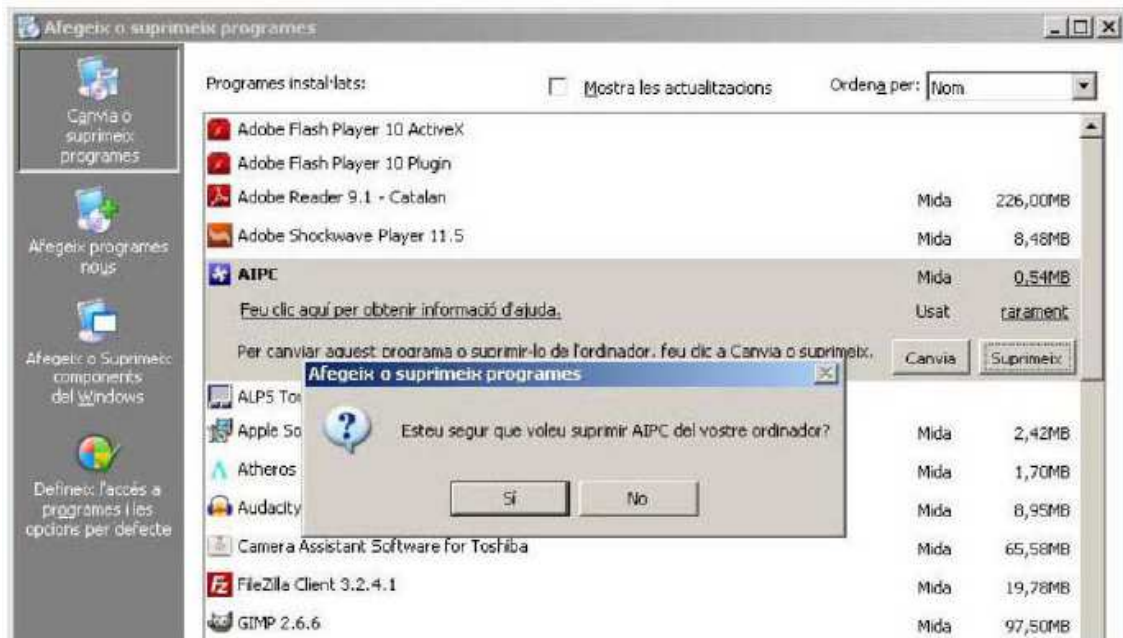 Afegeix o suprimeix programes
Canvia o
suprimeix
programes
Afegeix programes
nous
Afegeix o Suprimeix
components
del Windows
Defineix l'accés a
programes i les
opcions per defecte
Programes instal·lats:
Mostra les actualitzacions
Ordena per: Nom
Adobe Flash Player 10 ActiveX
Adobe Flash Player 10 Plugin
Adobe Reader 9.1 - Catalan Mida 226,00MB
Adobe Shockwave Player 11.5 Mida 8,48MB
AIPC Mida 0,54MB
Feu clic aquí per obtenir informació d'ajuda. Usat rarament
Per canviar aquest programa o suprimir-lo de l'ordinador, feu clic a Canvia o suprimeix. Canvia Suprimeix
Afegeix o suprimeix programes
Esteu segur que voleu suprimir AIPC del vostre ordinador?
Sí No
ALPS
Apple Mida 2,42MB
Atheros Mida 1,70MB
Audacity Mida 8,95MB
Camera Assistant Software for Toshiba Mida 65,58MB
FileZilla Client 3.2.4.1 Mida 19,78MB
GIMP 2.6.6 Mida 97,50MB